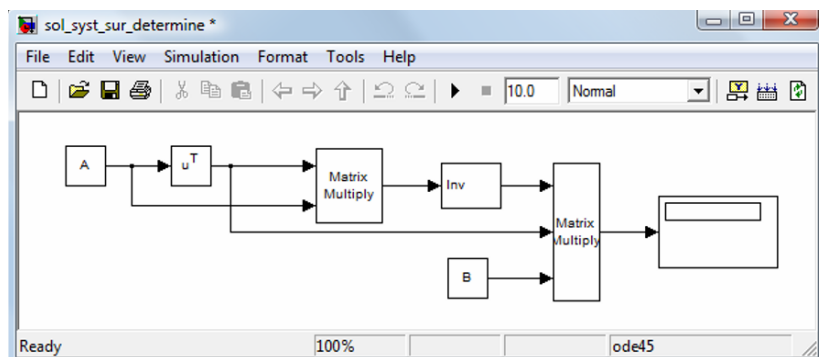 sol_syst_sur_determine *
File Edit View Simulation Format Tools Help
10.0 Normal
A
u^T
Matrix
Multiply
Inv
Matrix
Multiply
B
Ready 100% ode45